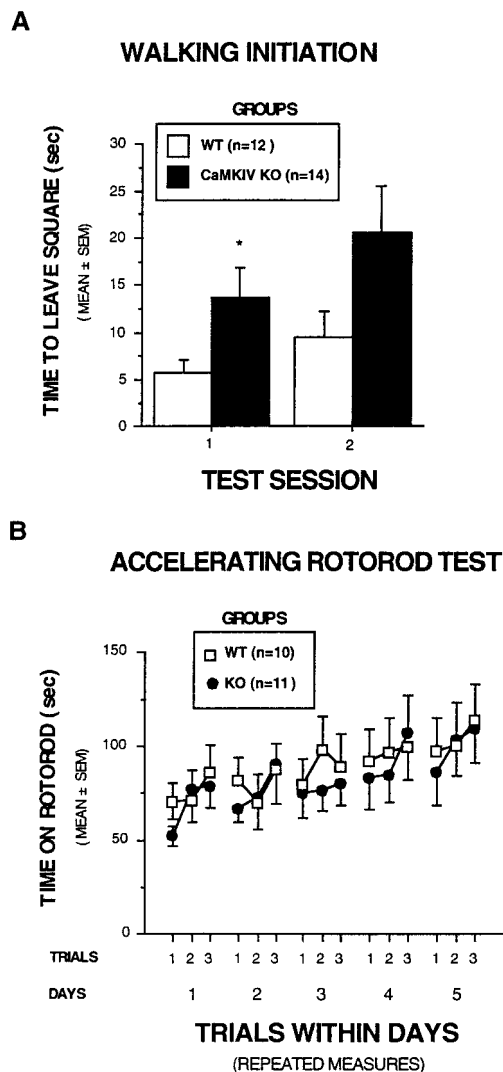 A
WALKING INITIATION
GROUPS
WT (n=12 )
CaMKIV KO (n=14)
*
TIME TO LEAVE SQUARE (sec)
( MEAN ± SEM)
30
25
20
15
10
5
0
1 2
TEST SESSION
B
ACCELERATING ROTOROD TEST
GROUPS
WT (n=10)
KO (n=11)
TIME ON ROTOROD (sec)
(MEAN ± SEM)
150
100
50
0
TRIALS 1 2 3 1 2 3 1 2 3 1 2 3 1 2 3
DAYS 1 2 3 4 5
TRIALS WITHIN DAYS
(REPEATED MEASURES)